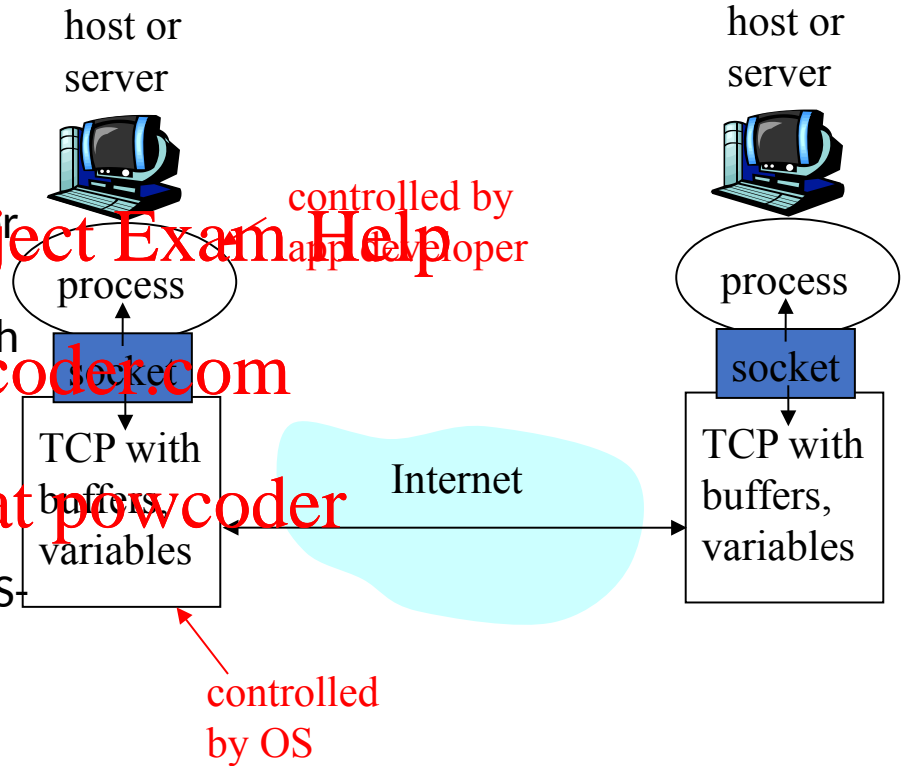 host or
server
host or
server
controlled by
app developer
r
ject Exam Help
process
process
h
socket
coder.com
socket
TCP with
buffers,
variables
Internet
TCP with
buffers,
variables
at powcoder
S-
controlled
by OS